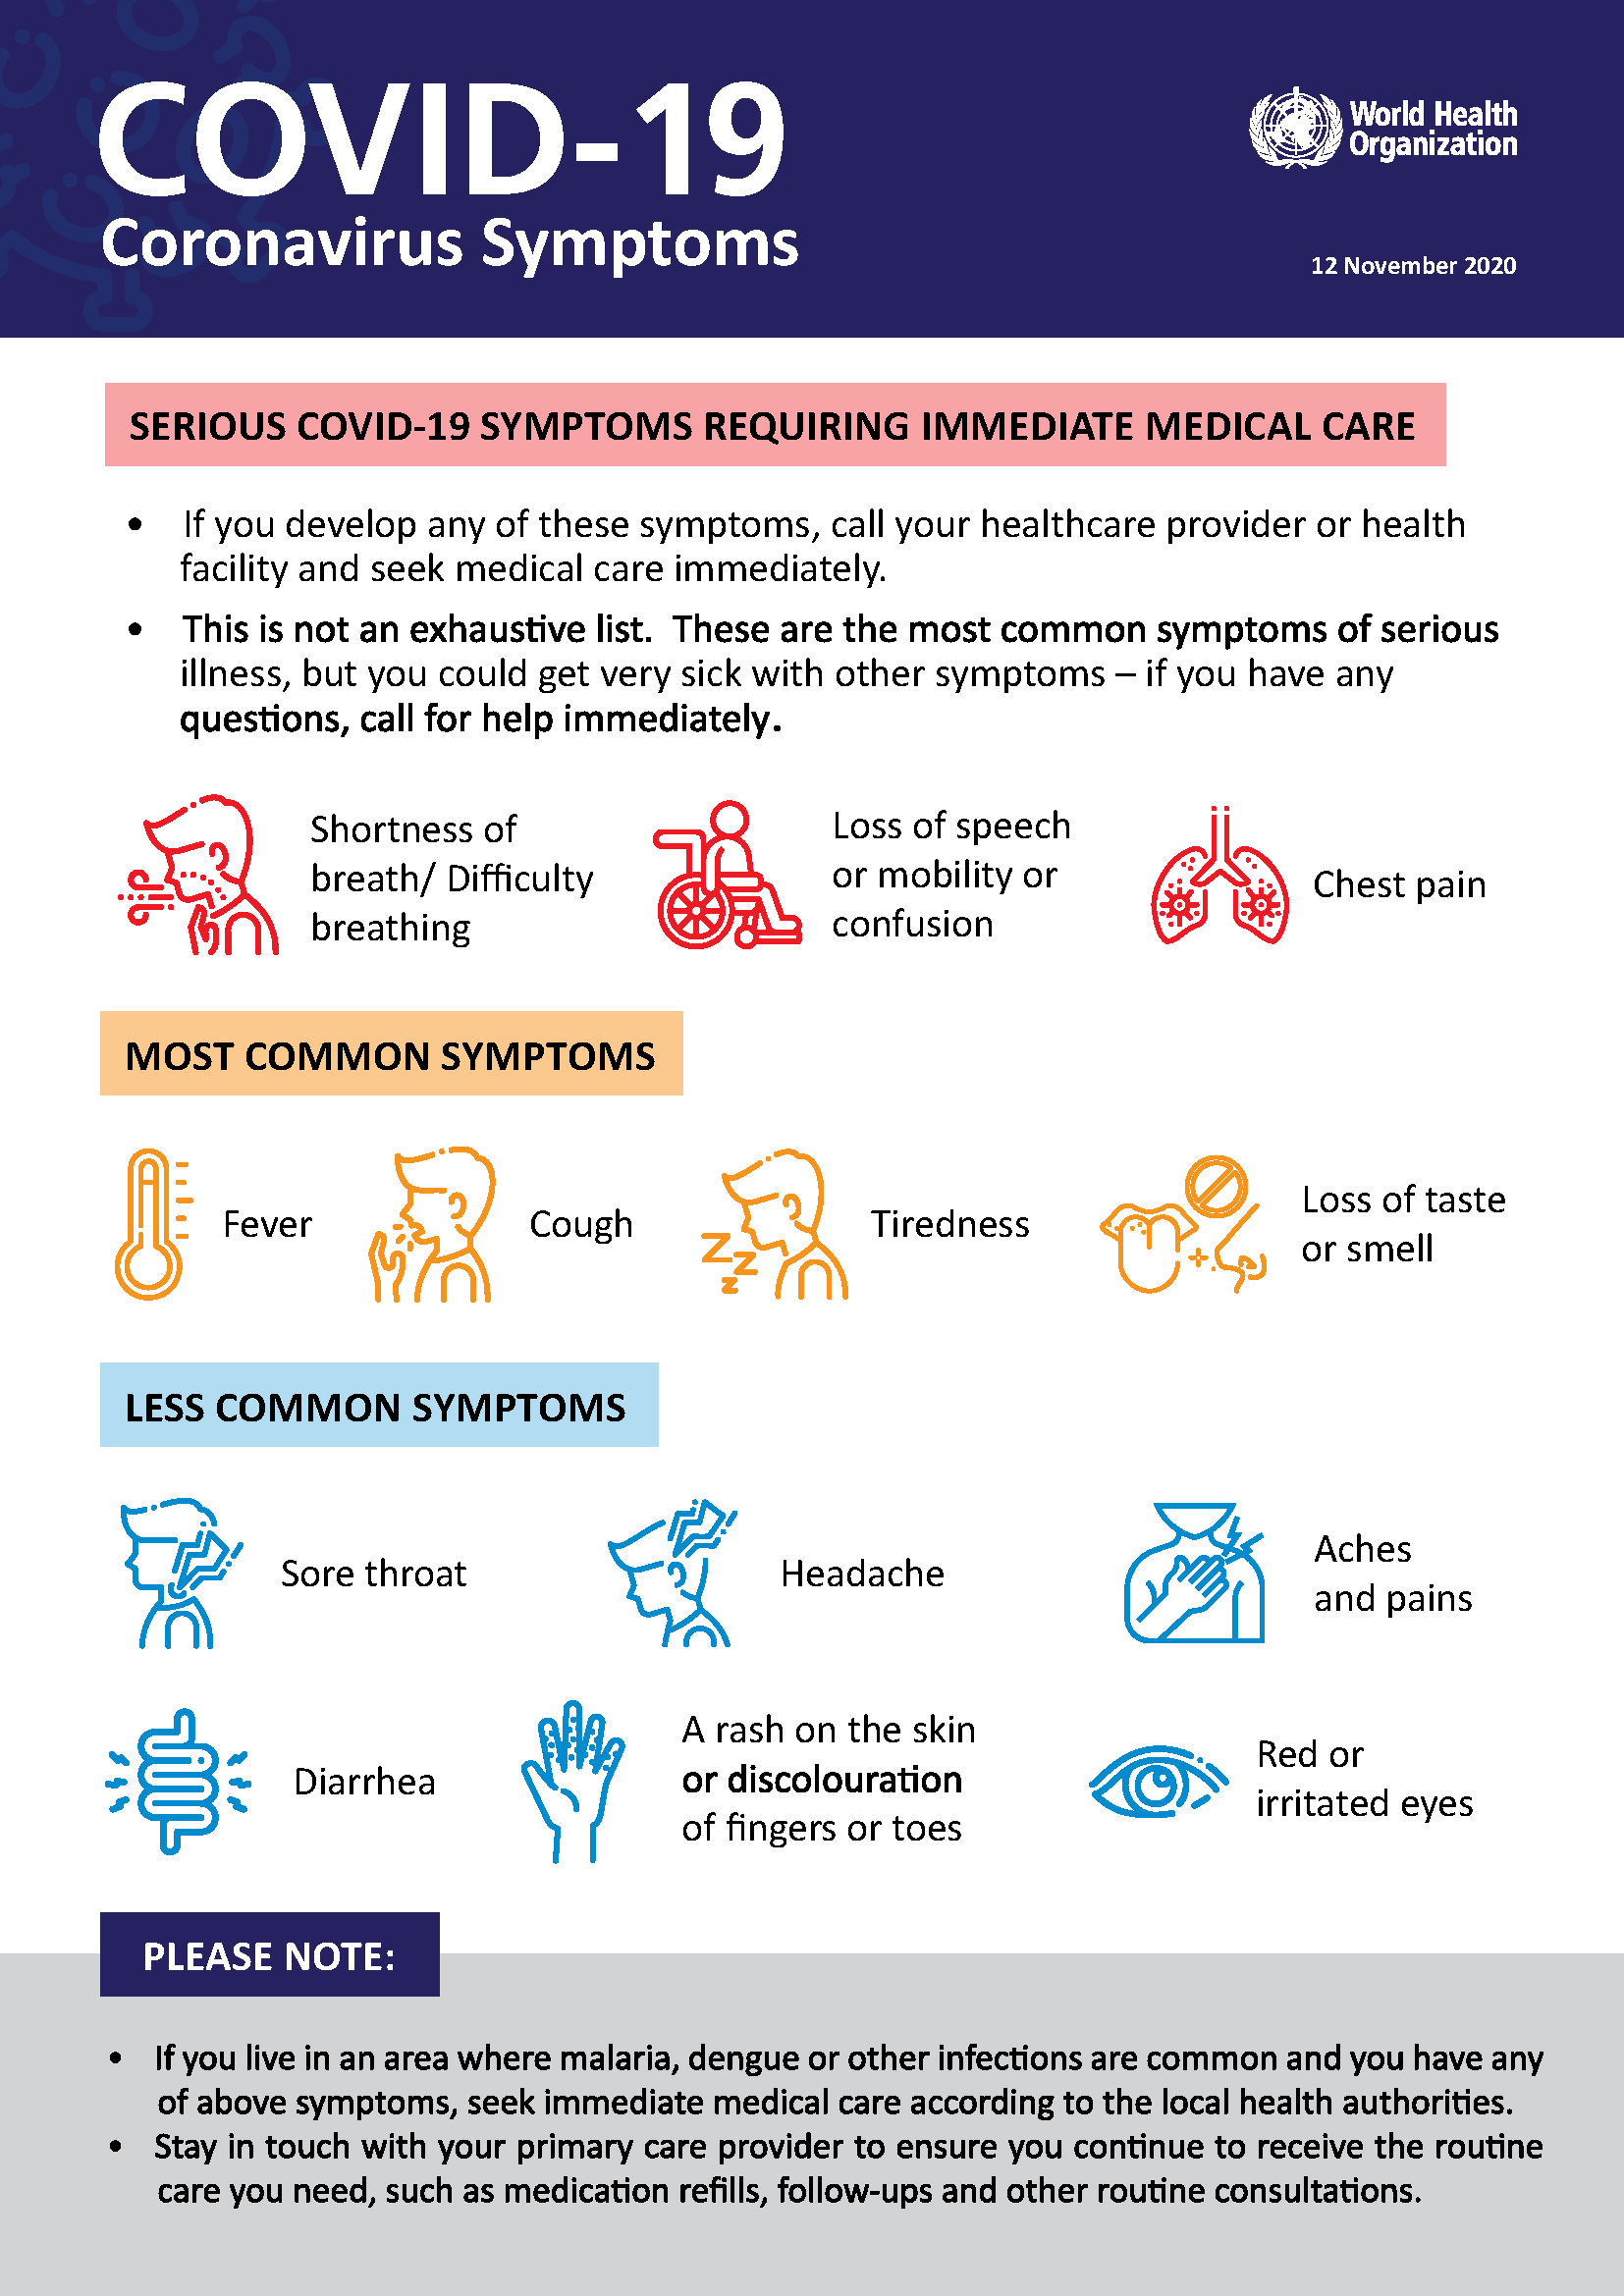 COVID-19
Coronavirus Symptoms
World Health
Organization
12 November 2020
SERIOUS COVID-19 SYMPTOMS REQUIRING IMMEDIATE MEDICAL CARE
• If you develop any of these symptoms, call your healthcare provider or health
facility and seek medical care immediately.
• This is not an exhaustive list. These are the most common symptoms of serious
illness, but you could get very sick with other symptoms – if you have any
questions, call for help immediately.
Shortness of
breath/ Difficulty
breathing
Loss of speech
or mobility or
confusion
Chest pain
MOST COMMON SYMPTOMS
Fever
Cough
Tiredness
Loss of taste
or smell
LESS COMMON SYMPTOMS
Sore throat
Headache
Aches
and pains
Diarrhea
A rash on the skin
or discolouration
of fingers or toes
Red or
irritated eyes
PLEASE NOTE:
• If you live in an area where malaria, dengue or other infections are common and you have any
of above symptoms, seek immediate medical care according to the local health authorities.
• Stay in touch with your primary care provider to ensure you continue to receive the routine
care you need, such as medication refills, follow-ups and other routine consultations.